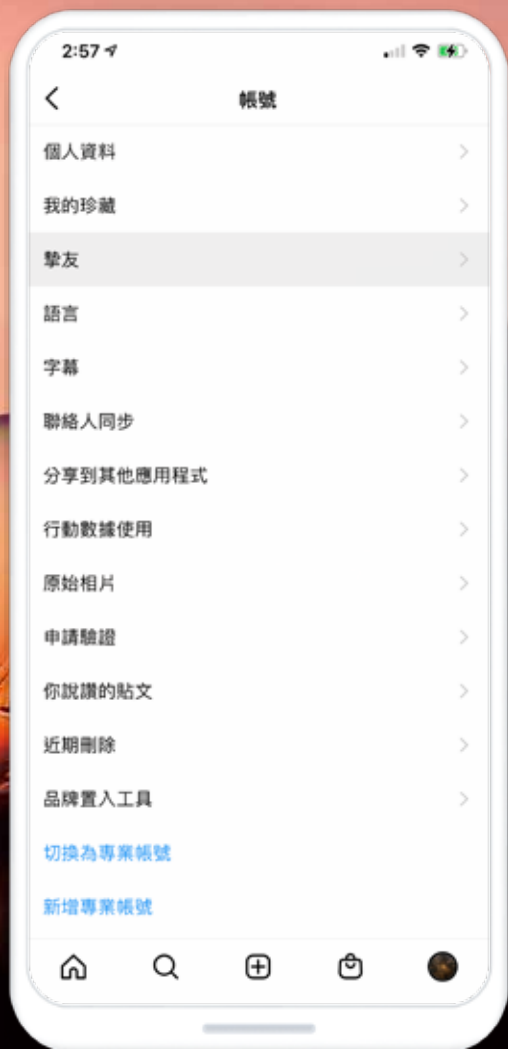 2:57
帳號
個人資料
我的珍藏
摯友
語言
字幕
聯絡人同步
分享到其他應用程式
行動數據使用
原始相片
申請驗證
你說讚的貼文
近期刪除
品牌置入工具
切換為專業帳號
新增專業帳號